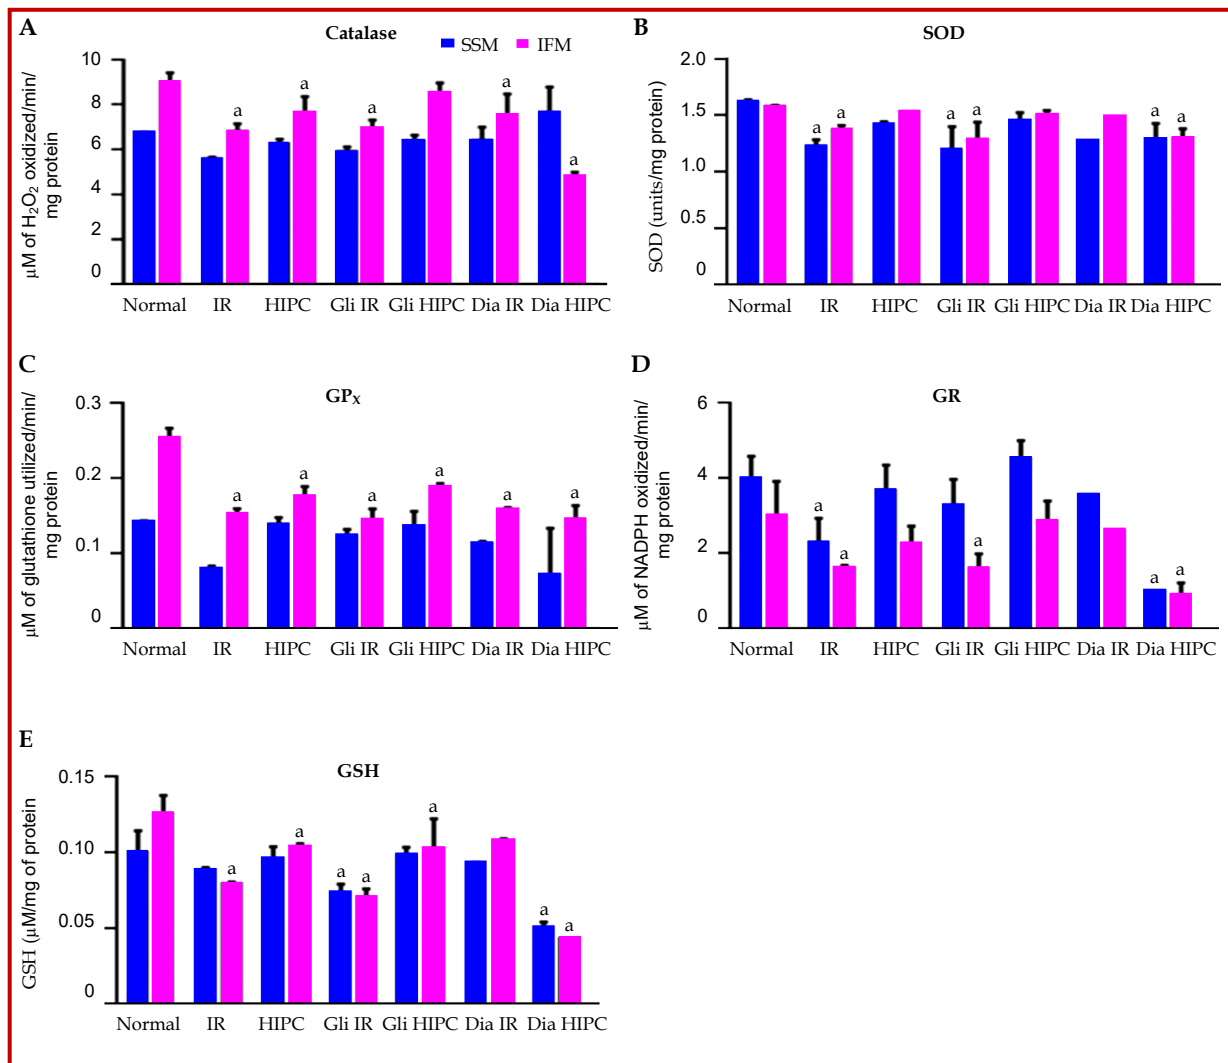 A
Catalase
SSM
IFM
μM of H₂O₂ oxidized/min/
mg protein
10
8
6
4
2
0
a
a
a
a
a
Normal
IR
HIPC
Gli IR
Gli HIPC
Dia IR
Dia HIPC
B
SOD
SOD (units/mg protein)
2.0
1.5
1.0
0.5
0
a
a
a
a
a
a
Normal
IR
HIPC
Gli IR
Gli HIPC
Dia IR
Dia HIPC
C
GPX
μM of glutathione utilized/min/
mg protein
0.3
0.2
0.1
0
a
a
a
a
a
a
Normal
IR
HIPC
Gli IR
Gli HIPC
Dia IR
Dia HIPC
D
GR
μM of NADPH oxidized/min/
mg protein
6
4
2
0
a
a
a
a
a
Normal
IR
HIPC
Gli IR
Gli HIPC
Dia IR
Dia HIPC
E
GSH
GSH (μM/mg of protein
0.15
0.10
0.05
0
a
a
a
a
a
a
a
Normal
IR
HIPC
Gli IR
Gli HIPC
Dia IR
Dia HIPC